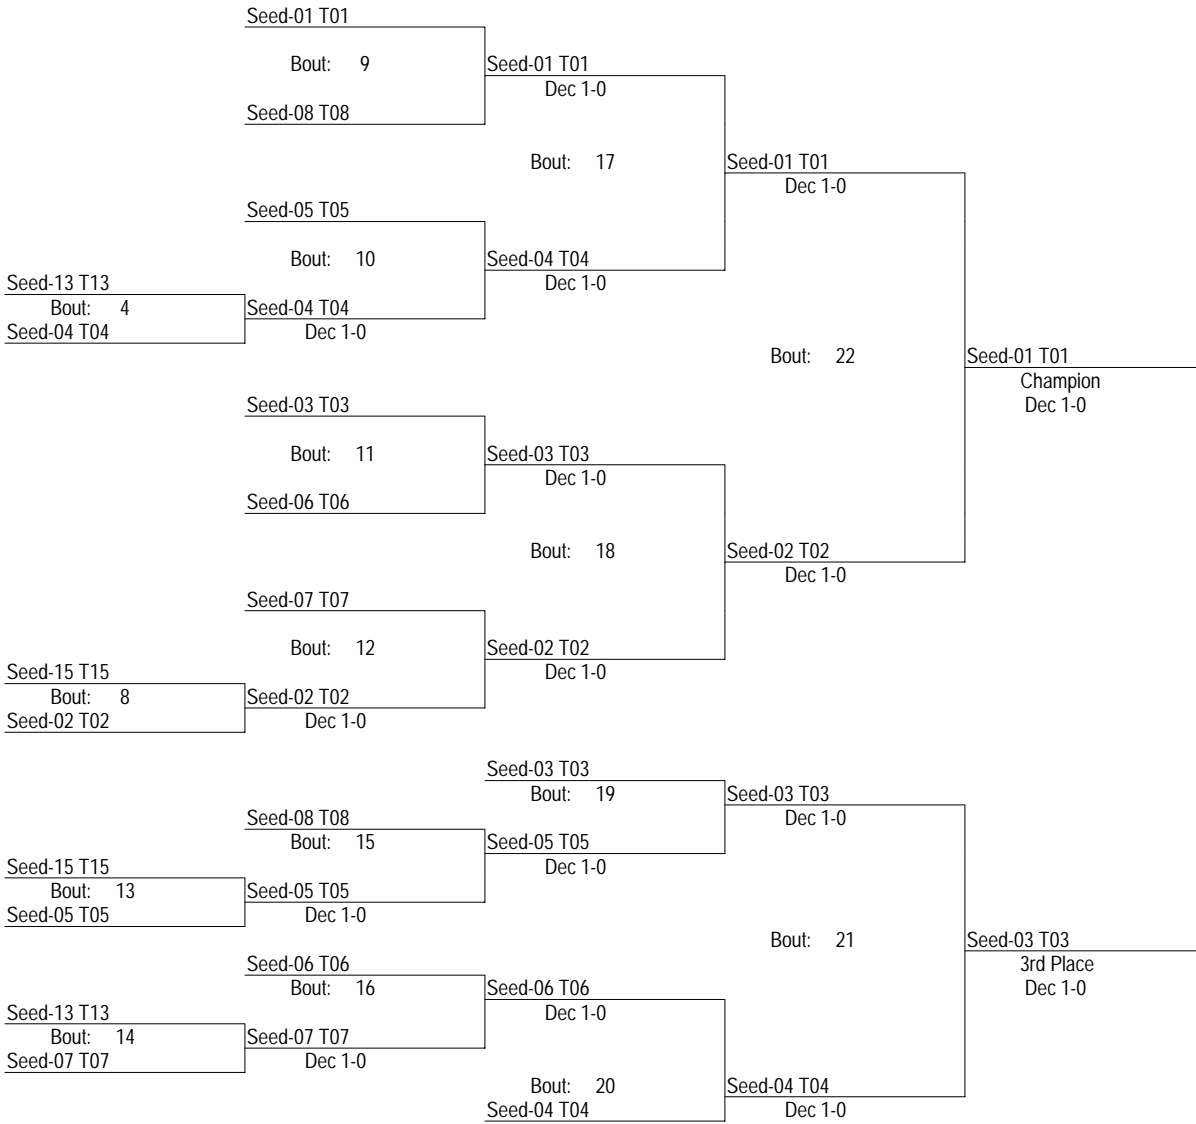 Seed-01 T01
Bout: 9
Seed-01 T01
Dec 1-0
Seed-08 T08
Bout: 17
Seed-01 T01
Dec 1-0
Seed-05 T05
Bout: 10
Seed-04 T04
Dec 1-0
Seed-13 T13
Bout: 4
Seed-04 T04
Seed-04 T04
Dec 1-0
Bout: 22
Seed-01 T01
Champion
Dec 1-0
Seed-03 T03
Bout: 11
Seed-03 T03
Dec 1-0
Seed-06 T06
Bout: 18
Seed-02 T02
Dec 1-0
Seed-07 T07
Bout: 12
Seed-02 T02
Dec 1-0
Seed-15 T15
Bout: 8
Seed-02 T02
Seed-02 T02
Dec 1-0
Seed-03 T03
Bout: 19
Seed-03 T03
Dec 1-0
Seed-08 T08
Bout: 15
Seed-05 T05
Dec 1-0
Seed-15 T15
Bout: 13
Seed-05 T05
Seed-05 T05
Dec 1-0
Bout: 21
Seed-03 T03
3rd Place
Dec 1-0
Seed-06 T06
Bout: 16
Seed-06 T06
Dec 1-0
Seed-13 T13
Bout: 14
Seed-07 T07
Seed-07 T07
Dec 1-0
Bout: 20
Seed-04 T04
Dec 1-0
Seed-04 T04